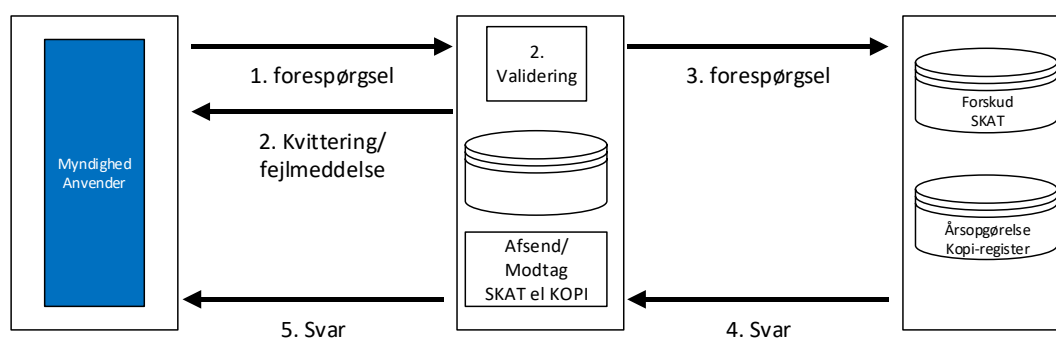 Myndighed
Anvender
1. forespørgsel
2. Kvittering/
fejlmeddelse
5. Svar
2.
Validering
Afsend/
Modtag
SKAT el KOPI
3. forespørgsel
4. Svar
Forskud
SKAT
Årsopgørelse
Kopi-register